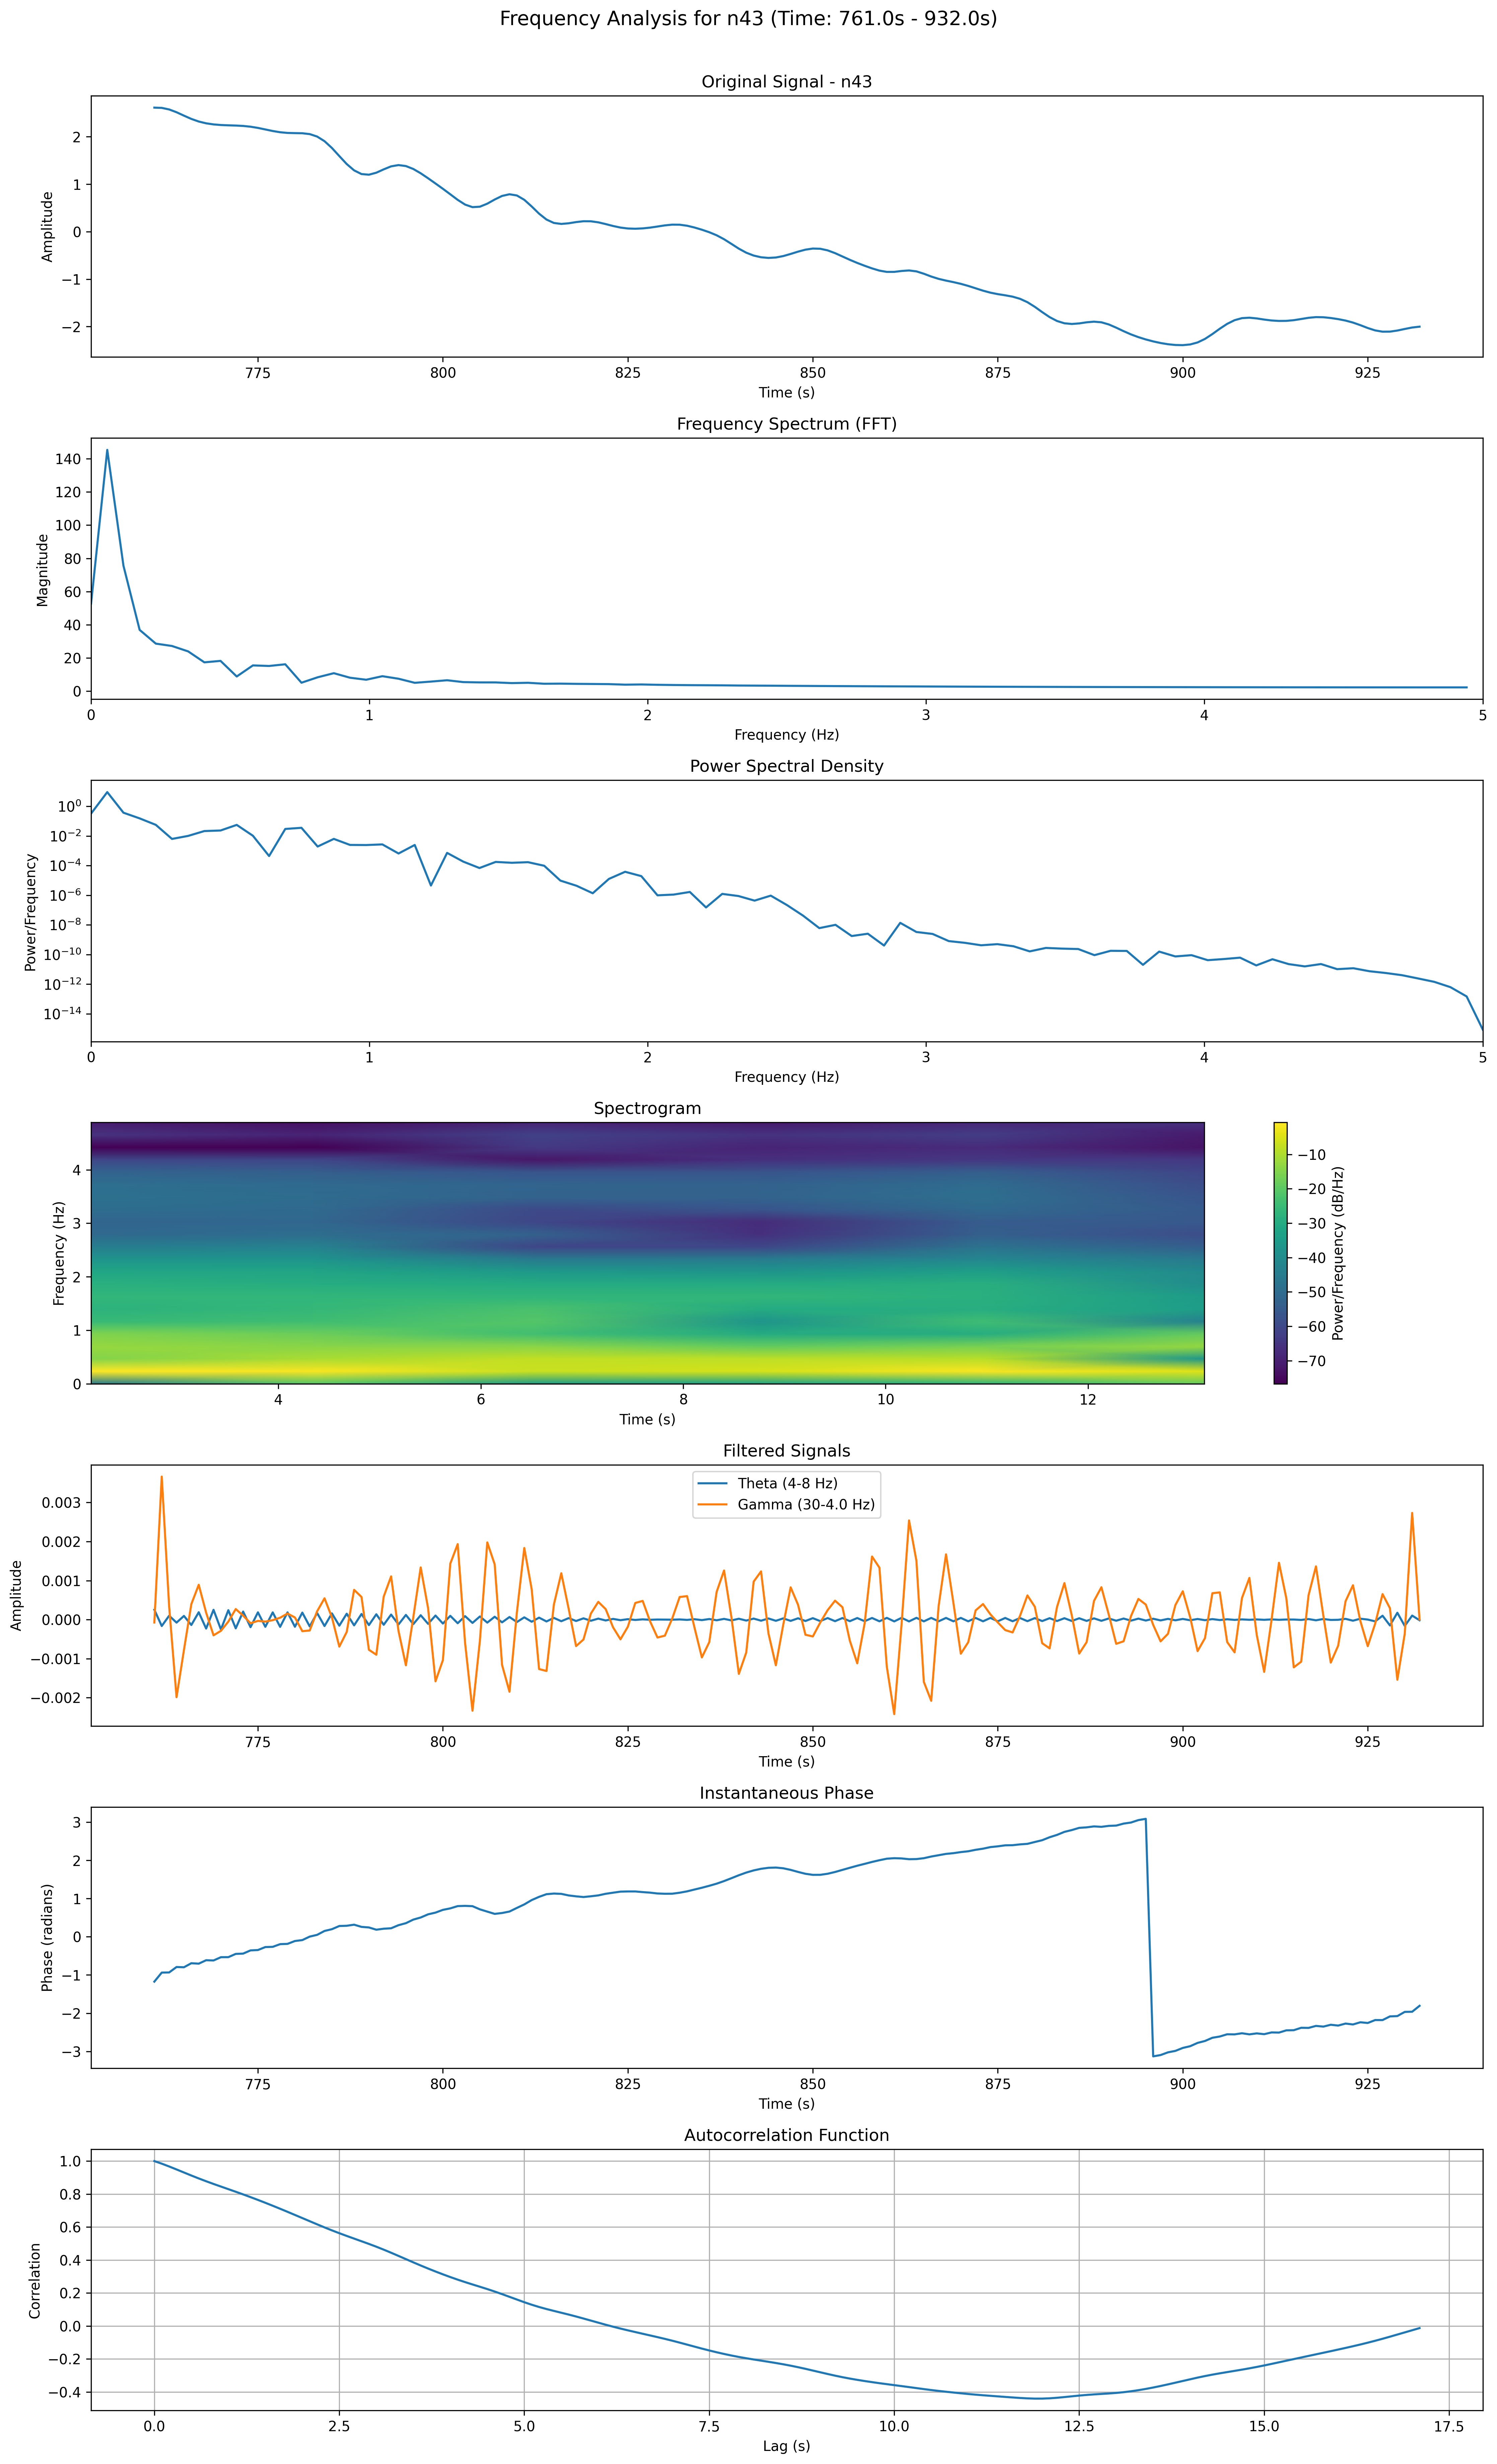 Frequency Analysis for n43 (Time: 761.0s - 932.0s)
Original Signal - n43
2
1
0
−1
−2
Amplitude
775 800 825 850 875 900 925
Time (s)
Frequency Spectrum (FFT)
140
120
100
80
60
40
20
0
Magnitude
0 1 2 3 4 5
Frequency (Hz)
Power Spectral Density
10⁰
10⁻²
10⁻⁴
10⁻⁶
10⁻⁸
10⁻¹⁰
10⁻¹²
10⁻¹⁴
Power/Frequency
0 1 2 3 4 5
Frequency (Hz)
Spectrogram
4
3
2
1
0
Frequency (Hz)
4 6 8 10 12
Time (s)
−10
−20
−30
−40
−50
−60
−70
Power/Frequency (dB/Hz)
Filtered Signals
Theta (4-8 Hz)
Gamma (30-4.0 Hz)
0.003
0.002
0.001
0.000
−0.001
−0.002
Amplitude
775 800 825 850 875 900 925
Time (s)
Instantaneous Phase
3
2
1
0
−1
−2
−3
Phase (radians)
775 800 825 850 875 900 925
Time (s)
Autocorrelation Function
1.0
0.8
0.6
0.4
0.2
0.0
−0.2
−0.4
Correlation
0.0 2.5 5.0 7.5 10.0 12.5 15.0 17.5
Lag (s)